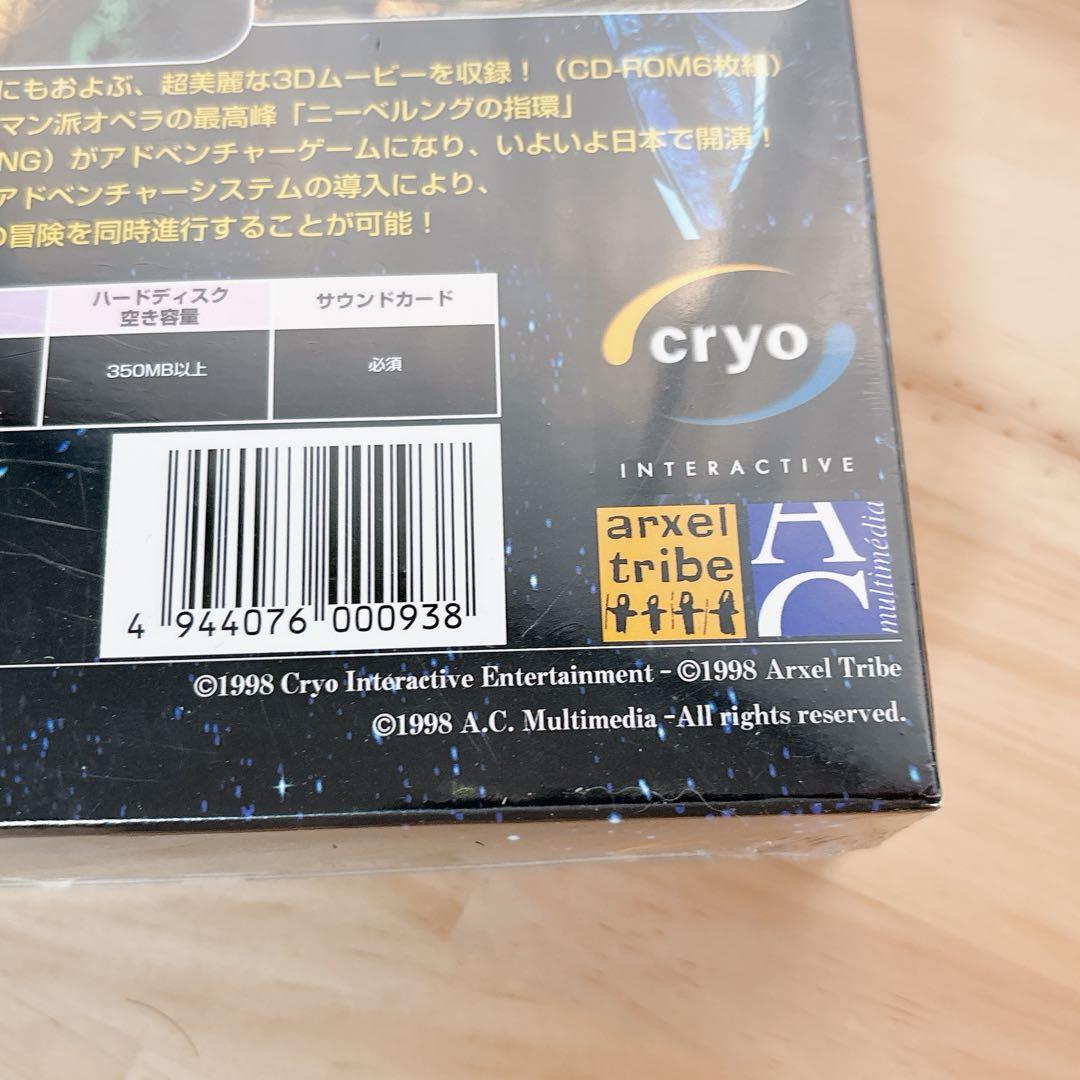 にもおよぶ、超美麗な3Dムービーを収録！（CD-ROM6枚組）
マン派オペラの最高峰「ニーベルングの指環」
NG）がアドベンチャーゲームになり、いよいよ日本で開演！
アドベンチャーシステムの導入により、
の冒険を同時進行することが可能！
ハードディスク
空き容量
サウンドカード
350MB以上
必須
cryo
INTERACTIVE
arxel
tribe
AC
multimédia
4 944076 000938
©1998 Cryo Interactive Entertainment - ©1998 Arxel Tribe
©1998 A.C. Multimedia -All rights reserved.